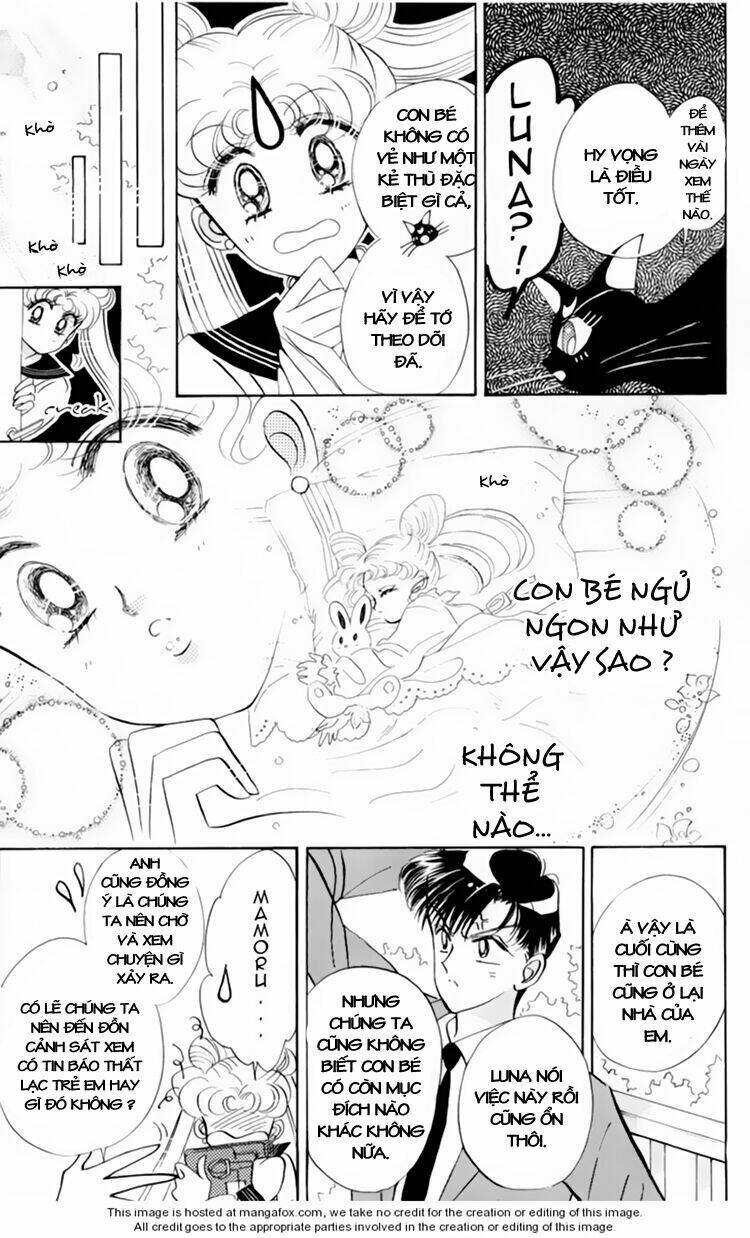 ĐỂ
THÊM
VÀI
NGÀY
XEM
THẾ
NÀO.
HY VỌNG
LÀ ĐIỀU
TỐT.
LUNA?!
CON BÉ
KHÔNG CÓ
VẺ NHƯ MỘT
KẺ THÙ ĐẶC
BIỆT GÌ CẢ,
VÌ VẬY
HÃY ĐỂ TỚ
THEO DÕI
ĐÃ.
Khò
Khò
Khò
creak
Khò
CON BÉ NGỦ
NGON NHƯ
VẬY SAO ?
KHÔNG
THỂ
NÀO...
À VẬY LÀ
CUỐI CÙNG
THÌ CON BÉ
CŨNG Ở LẠI
NHÀ CỦA
EM.
LUNA NÓI
VIỆC NÀY RỒI
CŨNG ỔN
THÔI.
NHƯNG
CHÚNG TA
CŨNG KHÔNG
BIẾT CON BÉ
CÓ CÒN MỤC
ĐÍCH NÀO
KHÁC KHÔNG
NỮA.
MAMORU...
ANH
CŨNG ĐỒNG
Ý LÀ CHÚNG
TA NÊN CHỜ
VÀ XEM
CHUYỆN GÌ
XẢY RA.
CÓ LẼ CHÚNG TA
NÊN ĐẾN ĐỒN
CẢNH SÁT XEM
CÓ TIN BÁO THẤT
LẠC TRẺ EM HAY
GÌ ĐÓ KHÔNG ?
This image is hosted at mangafox.com, we take no credit for the creation or editing of this image.
All credit goes to the appropriate parties involved in the creation or editing of this image.